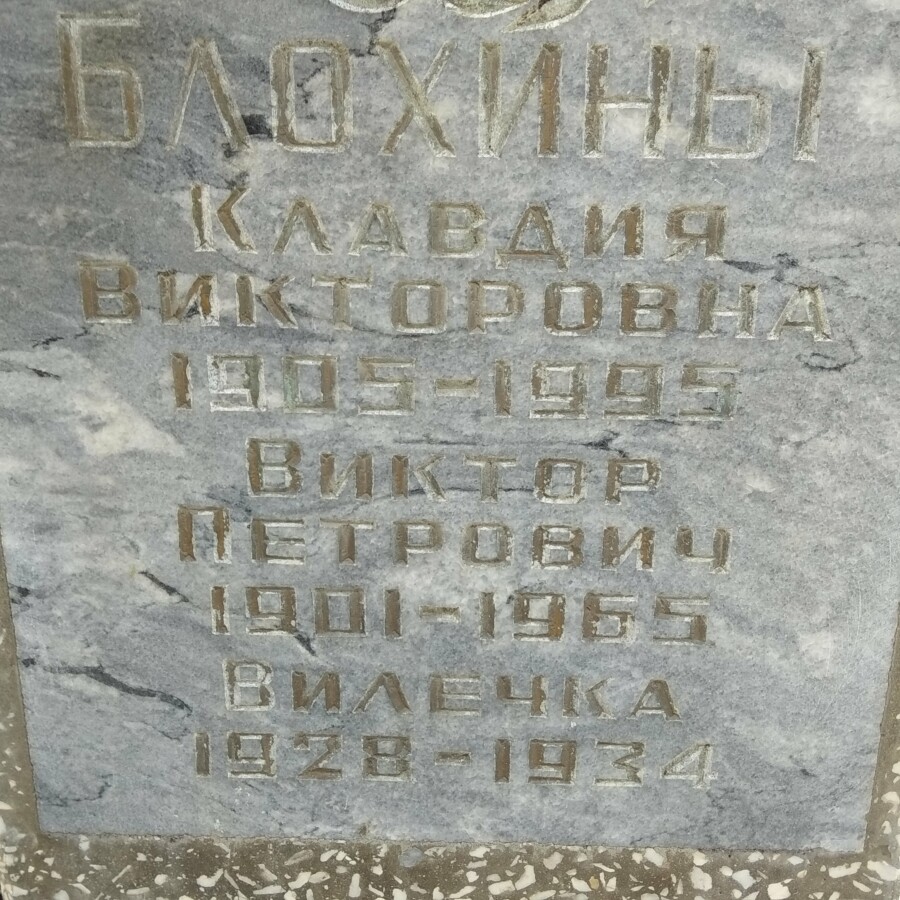 Блохины
Клавдия
Викторовна
1905-1995
Виктор
Петрович
1901-1965
Вилечка
1928-1934